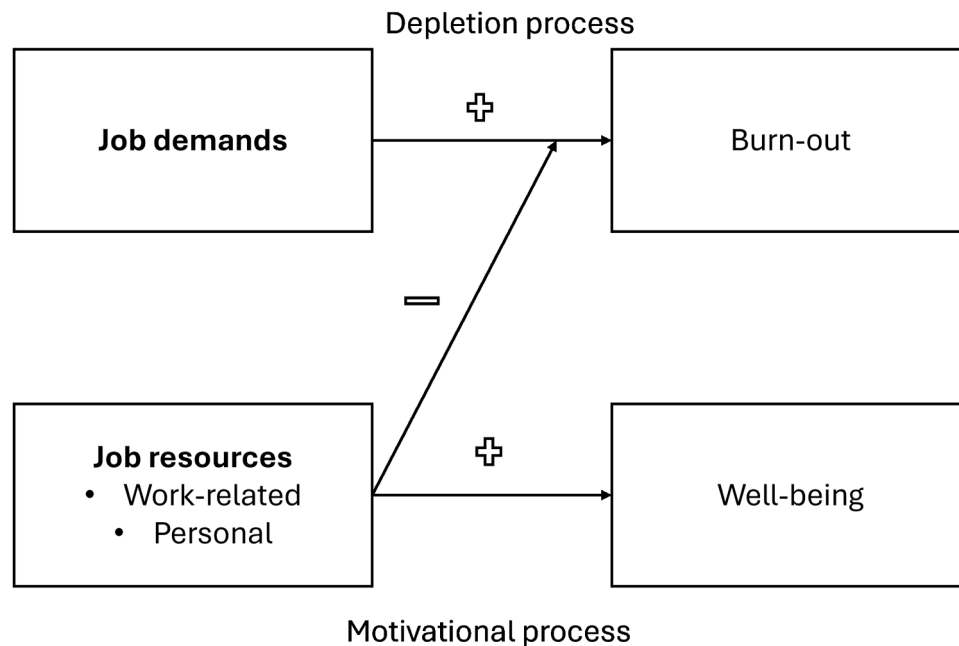 Depletion process
Job demands
Burn-out
Job resources
• Work-related
• Personal
Well-being
Motivational process